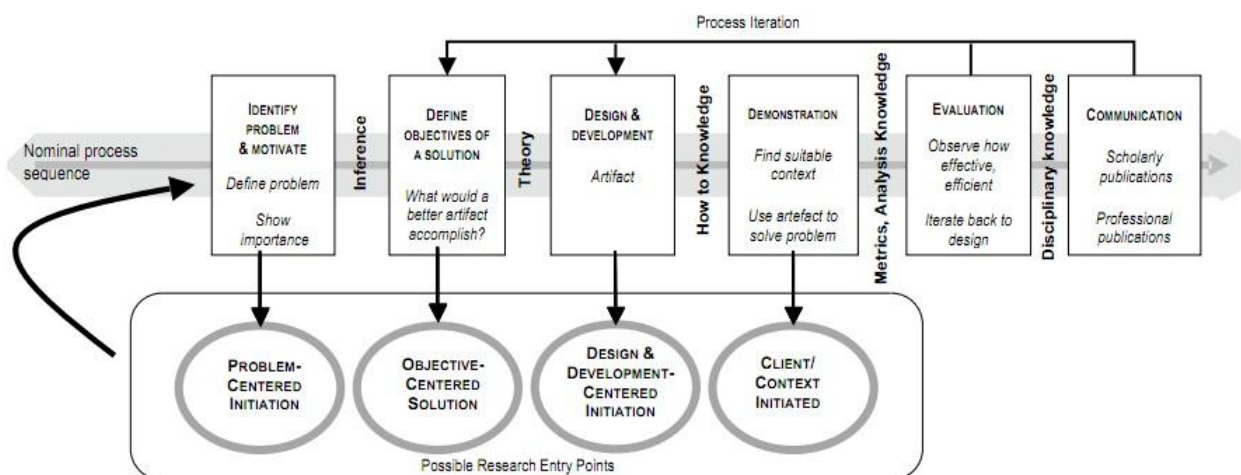 Process Iteration
Nominal process
sequence
IDENTIFY
PROBLEM
& MOTIVATE
Define problem
Show
importance
Inference
DEFINE
OBJECTIVES OF
A SOLUTION
What would a
better artifact
accomplish?
Theory
DESIGN &
DEVELOPMENT
Artifact
How to Knowledge
DEMONSTRATION
Find suitable
context
Use artefact to
solve problem
Metrics, Analysis Knowledge
EVALUATION
Observe how
effective,
efficient
Iterate back to
design
Disciplinary knowledge
COMMUNICATION
Scholarly
publications
Professional
publications
PROBLEM-
CENTERED
INITIATION
OBJECTIVE-
CENTERED
SOLUTION
DESIGN &
DEVELOPMENT-
CENTERED
INITIATION
CLIENT/
CONTEXT
INITIATED
Possible Research Entry Points